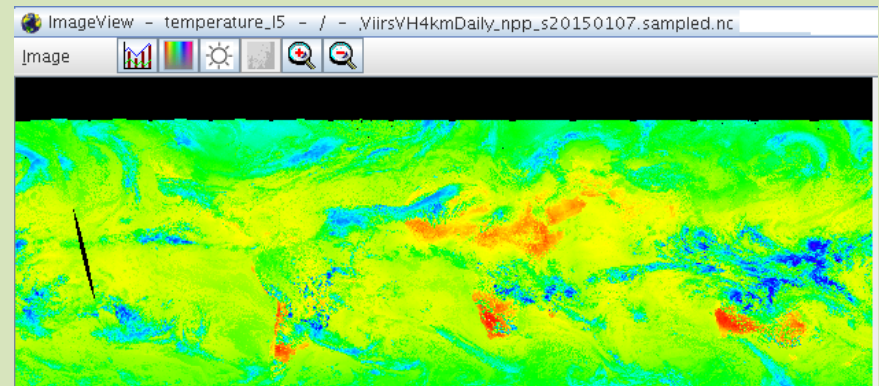 ImageView - temperature_I5 - / - ,ViirsVH4kmDaily_npp_s20150107.sampled.nc
Image